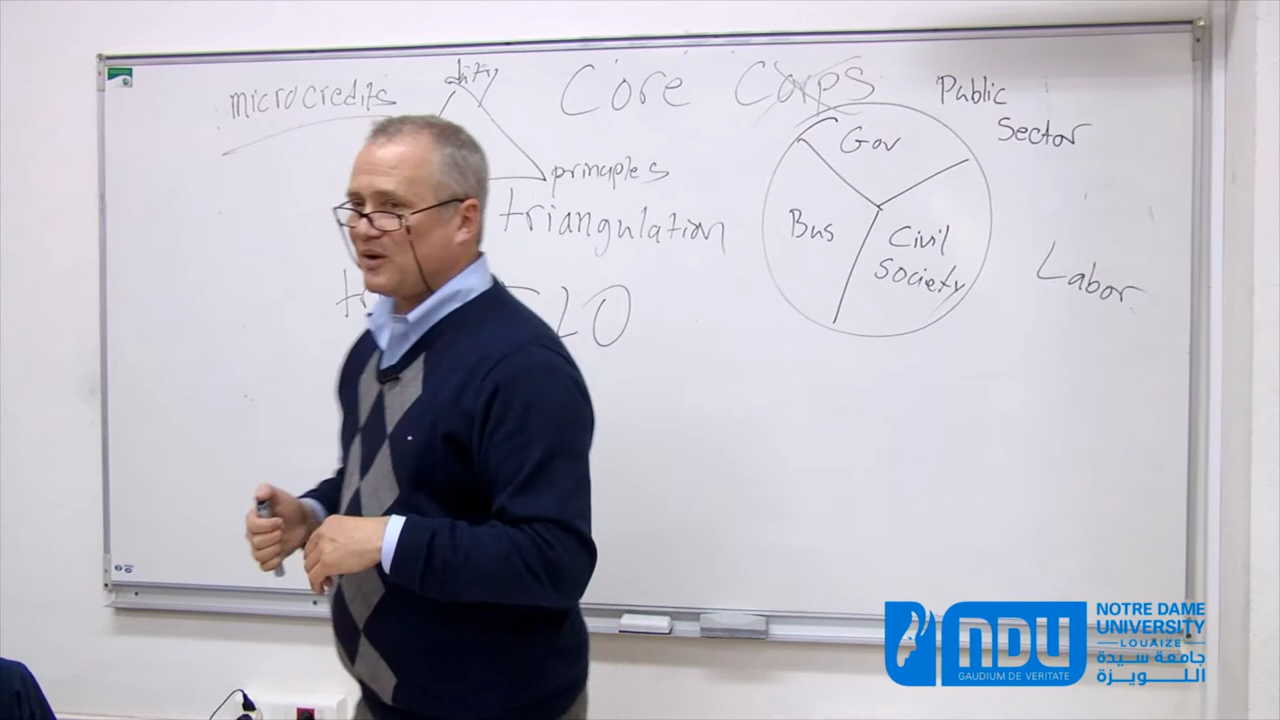 microcredits
Core Corps
Public
Sector
Gov
principles
triangulation
Bus
Civil
Society
Labor
NDU
GAUDIUM DE VERITATE
NOTRE DAME
UNIVERSITY
LOUAIZE
جامعة سيدة
اللويزة